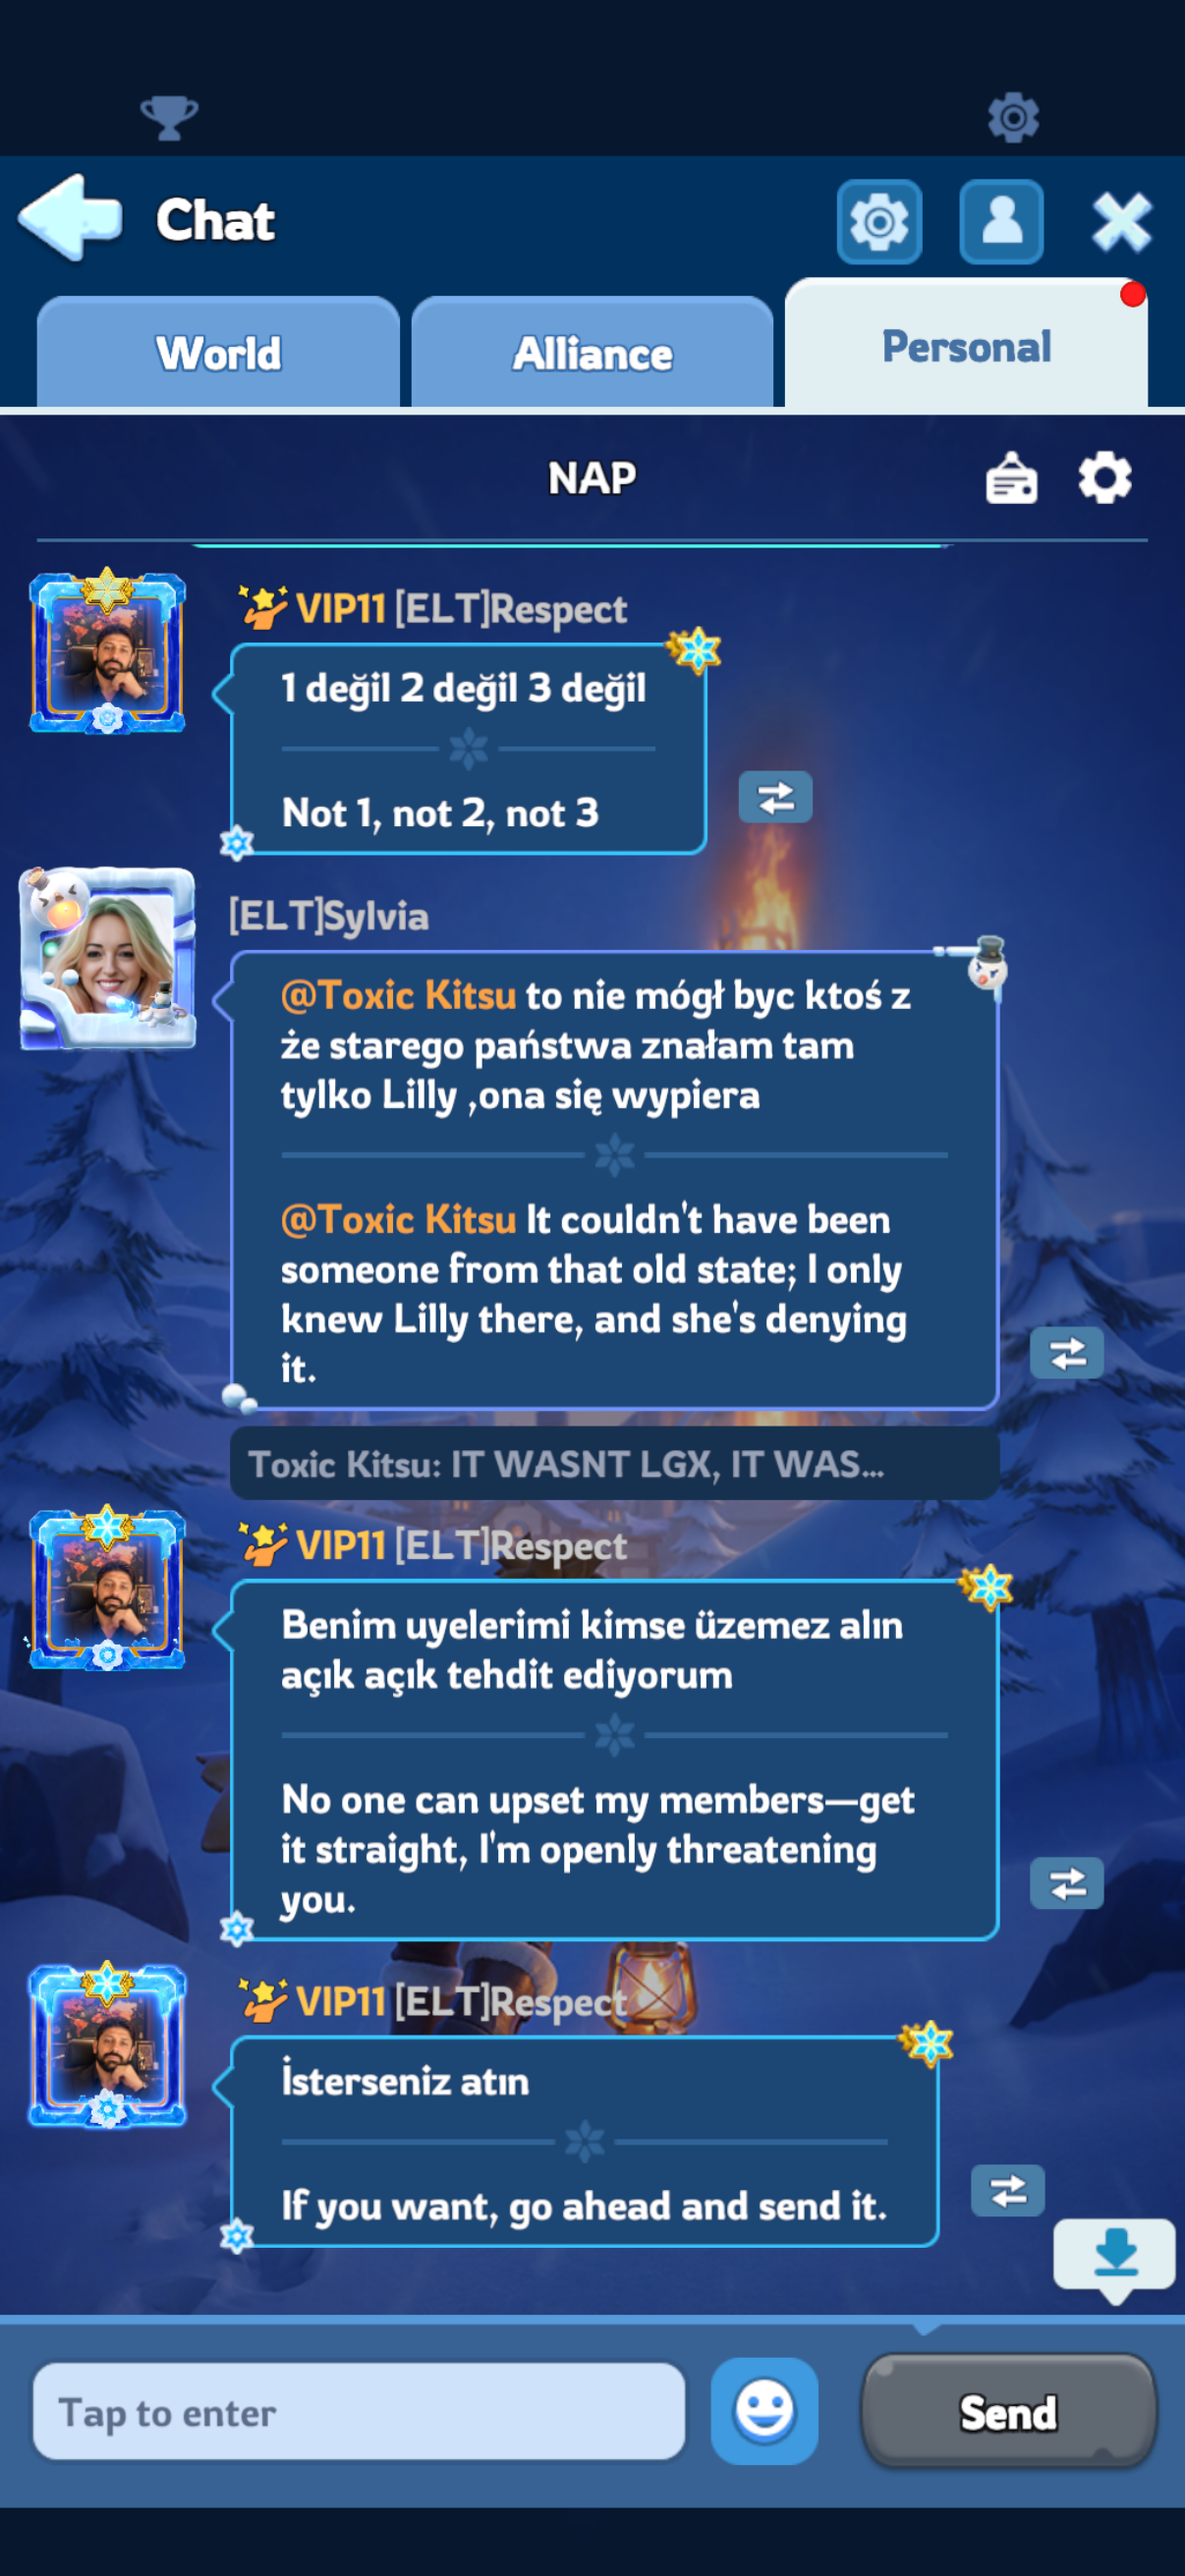 Chat
World
Alliance
Personal
NAP
VIP11 [ELT]Respect
1 değil 2 değil 3 değil
Not 1, not 2, not 3
[ELT]Sylvia
@Toxic Kitsu to nie mógł byc ktoś z
że starego państwa znałam tam
tylko Lilly ,ona się wypiera
@Toxic Kitsu It couldn't have been
someone from that old state; I only
knew Lilly there, and she's denying
it.
Toxic Kitsu: IT WASNT LGX, IT WAS...
VIP11 [ELT]Respect
Benim uyelerimi kimse üzemez alın
açık açık tehdit ediyorum
No one can upset my members—get
it straight, I'm openly threatening
you.
VIP11 [ELT]Respect
İsterseniz atın
If you want, go ahead and send it.
Tap to enter
Send